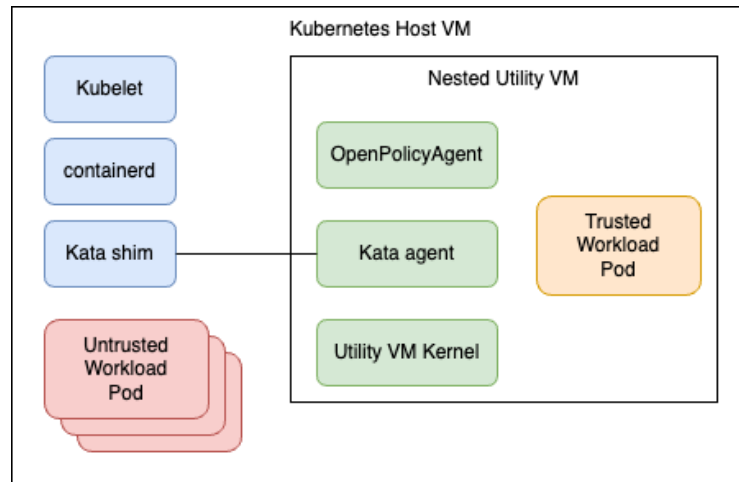 Kubernetes Host VM
Kubelet
containerd
Kata shim
Untrusted
Workload
Pod
Nested Utility VM
OpenPolicyAgent
Kata agent
Utility VM Kernel
Trusted
Workload
Pod